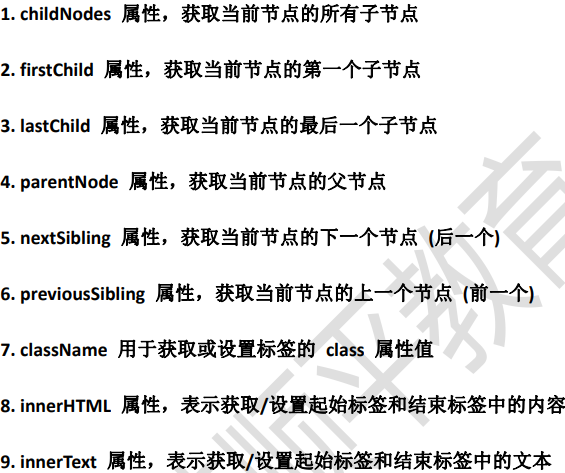 1. childNodes 属性，获取当前节点的所有子节点
2. firstChild 属性，获取当前节点的第一个子节点
3. lastChild 属性，获取当前节点的最后一个子节点
4. parentNode 属性，获取当前节点的父节点
5. nextSibling 属性，获取当前节点的下一个节点 (后一个)
6. previousSibling 属性，获取当前节点的上一个节点 (前一个)
7. className 用于获取或设置标签的 class 属性值
8. innerHTML 属性，表示获取/设置起始标签和结束标签中的内容
9. innerText 属性，表示获取/设置起始标签和结束标签中的文本
顺平教育